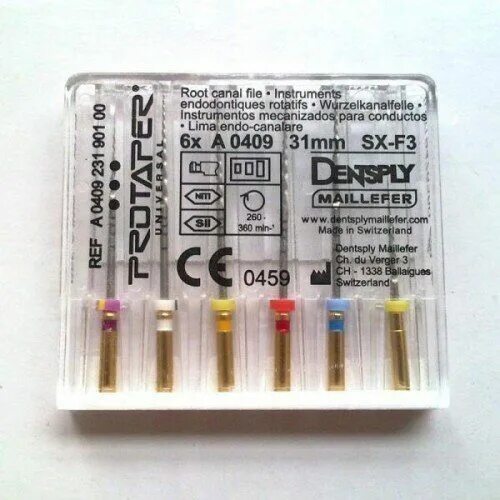 Root canal file • Instruments
endodontiques rotatifs • Wurzelkanalfeile
• Instrumentos mecanizados para conductos
• Lima endo-canalare
6x A 0409 31mm SX-F3
REF A 0409 231 901 00
PROTAPER®
UNIVERSAL
NiTi
SII
260 -
360 min-¹
DENTSPLY
MAILLEFER
www.dentsplymaillefer.com
Made in Switzerland
CE 0459
Dentsply Maillefer
Ch. du Verger 3
CH - 1338 Ballaigues
Switzerland